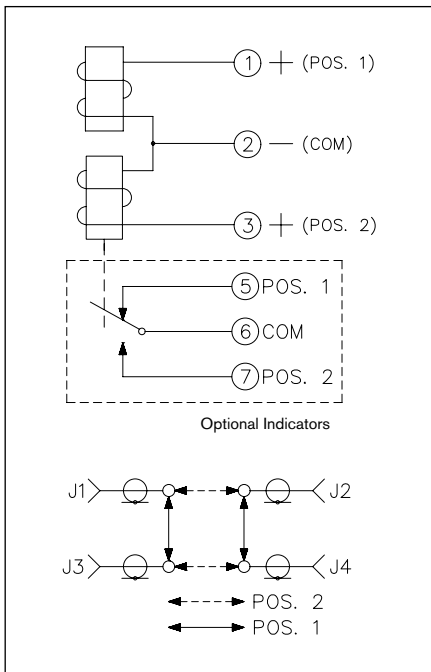 1 + (POS. 1)
2 — (COM)
3 + (POS. 2)
5 POS. 1
6 COM
7 POS. 2
Optional Indicators
J1 J2
J3 J4
POS. 2
POS. 1